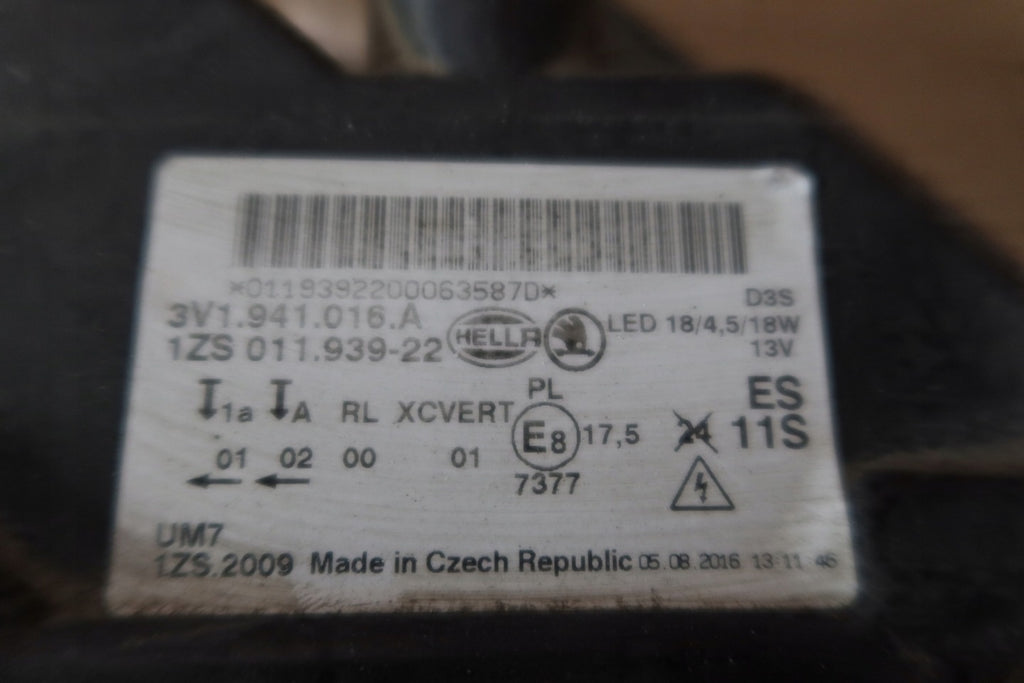 *0119392200063587D*
3V1.941.016.A
1ZS 011.939-22
HELLA
D3S
LED 18/4,5/18W
13V
1a A RL XCVERT
01 02 00 01
PL
E8
7377
17,5
24
ES
11S
UM7
1ZS.2009 Made in Czech Republic 05.08.2016 13:11 46